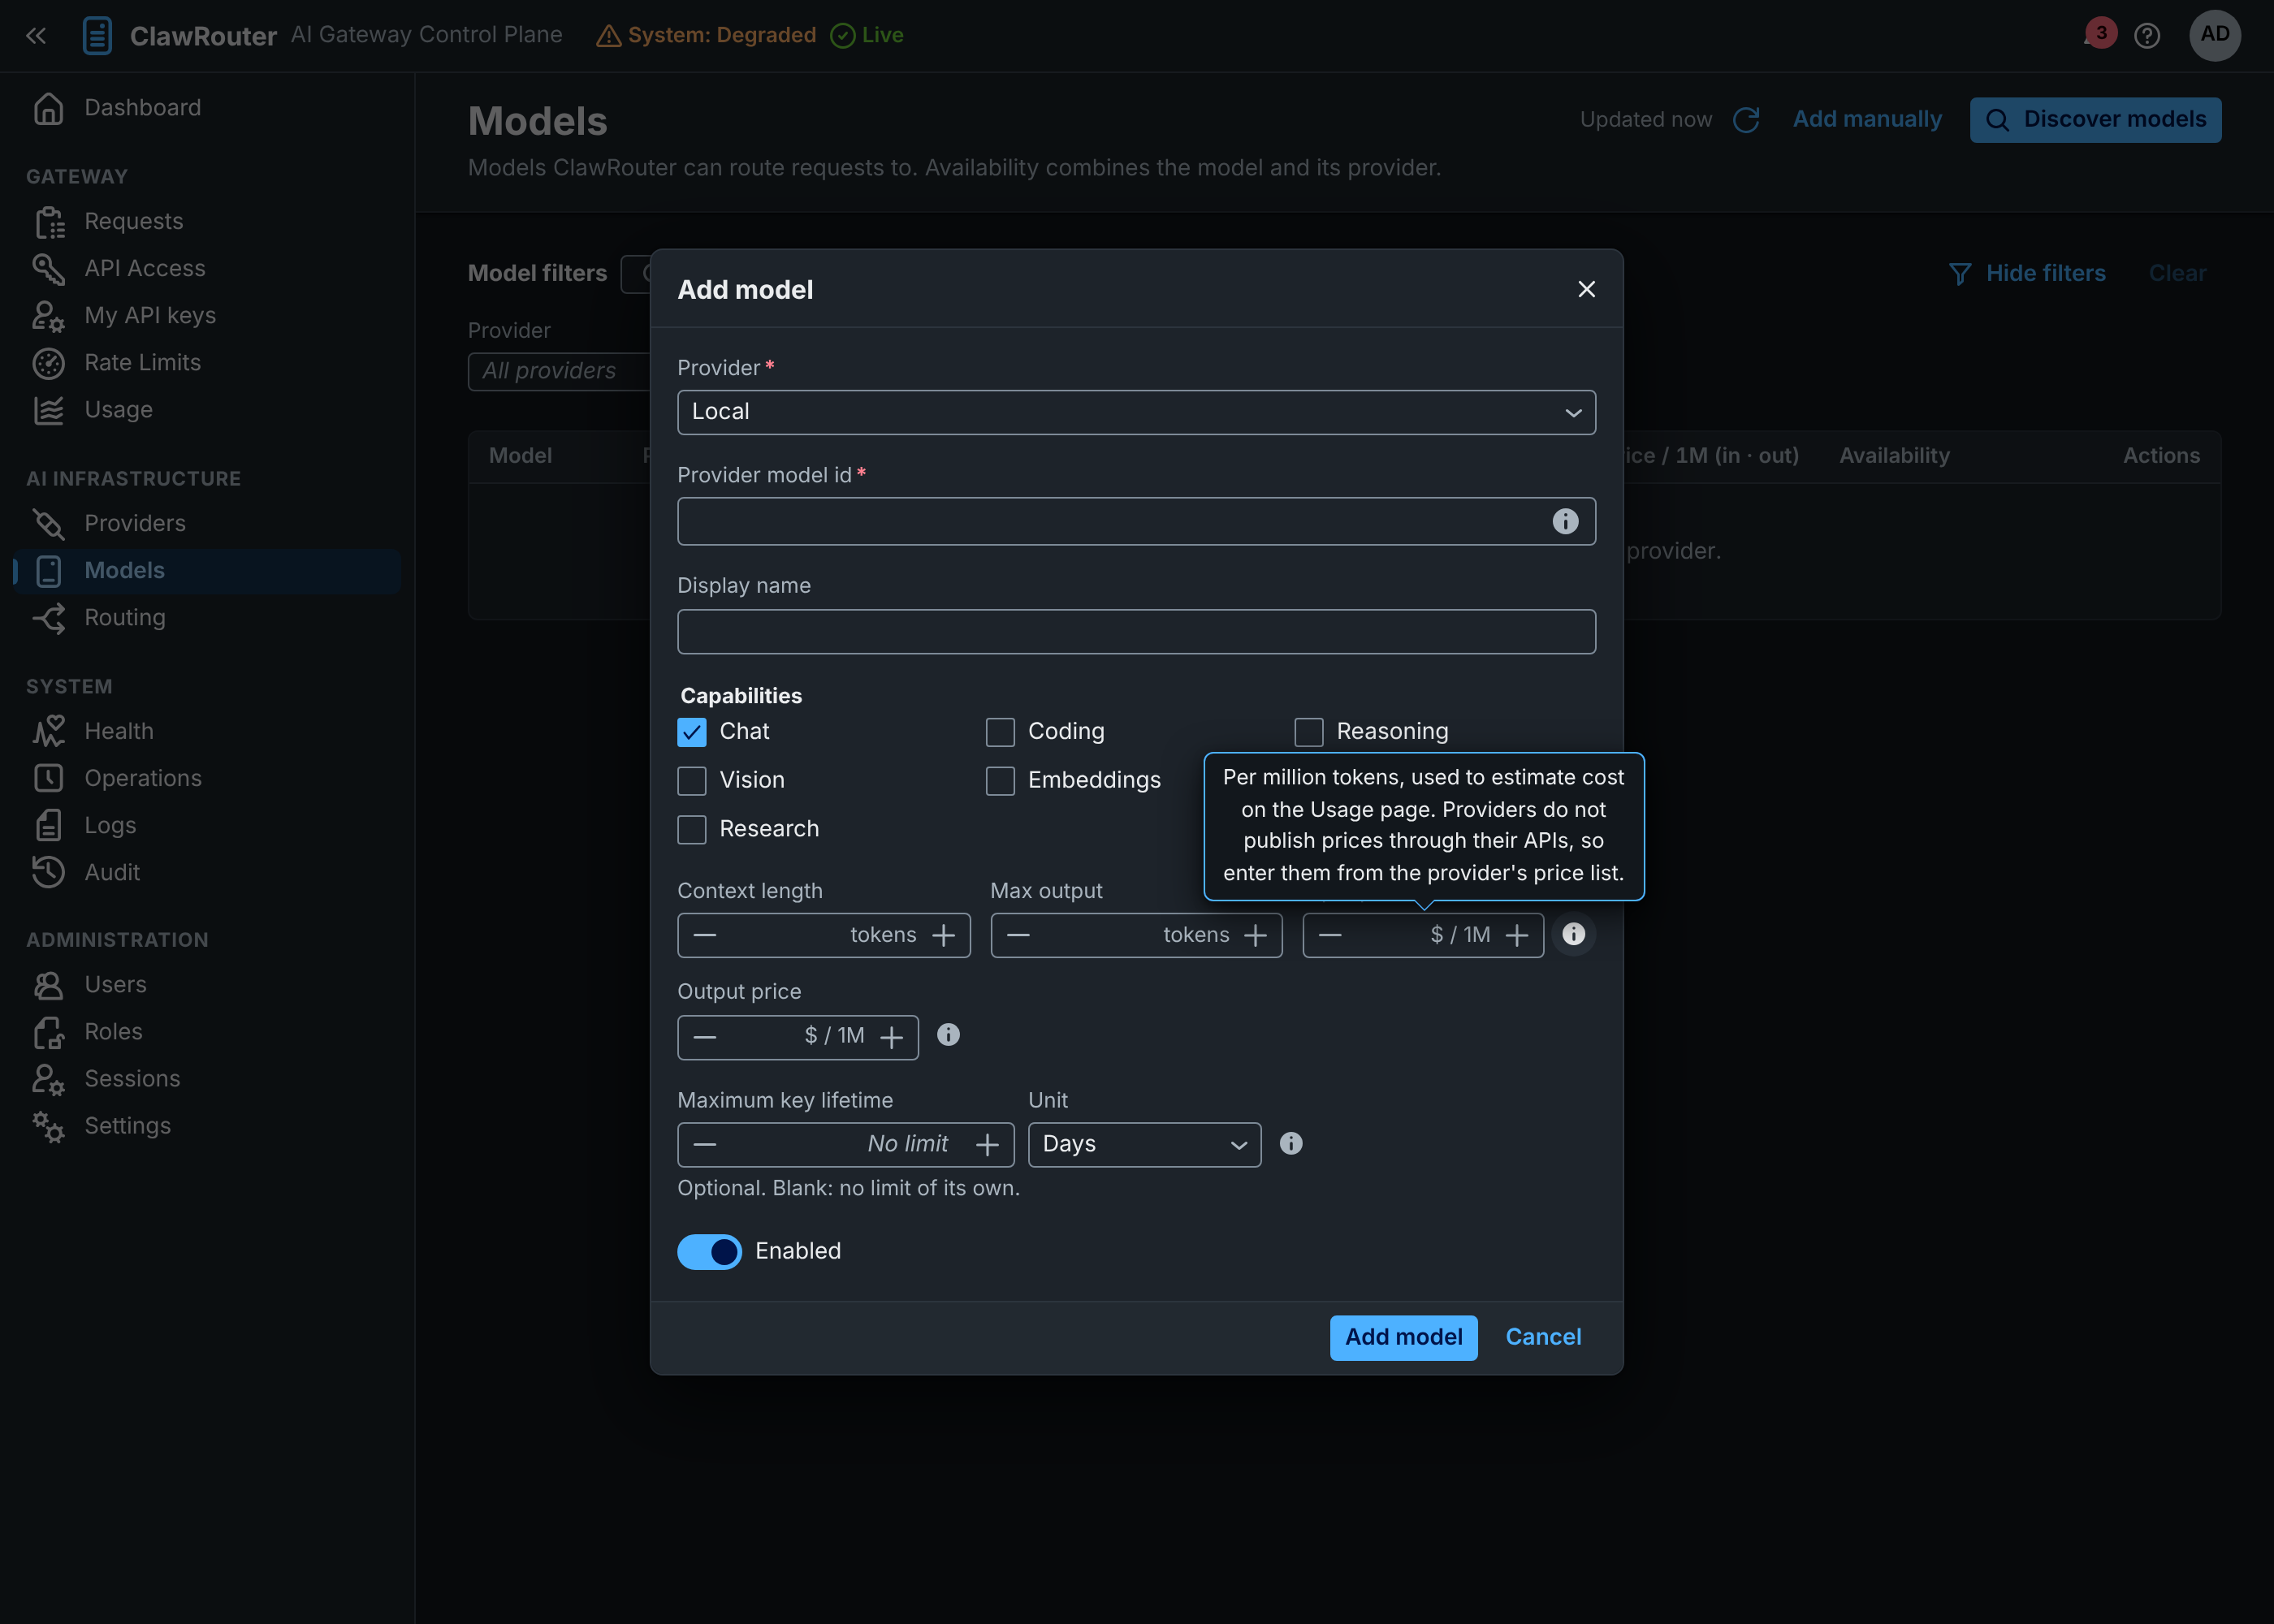 ClawRouter AI Gateway Control Plane System: Degraded Live 3 AD
Dashboard
GATEWAY
Requests
API Access
My API keys
Rate Limits
Usage
AI INFRASTRUCTURE
Providers
Models
Routing
SYSTEM
Health
Operations
Logs
Audit
ADMINISTRATION
Users
Roles
Sessions
Settings
Models
Updated now Add manually Discover models
Models ClawRouter can route requests to. Availability combines the model and its provider.
Model filters Hide filters Clear
Provider
All providers
Model / 1M (in · out) Availability Actions
provider.
Add model
Provider *
Local
Provider model id *
Display name
Capabilities
Chat Coding Reasoning
Vision Embeddings
Research
Per million tokens, used to estimate cost
on the Usage page. Providers do not
publish prices through their APIs, so
enter them from the provider's price list.
Context length Max output
tokens tokens $ / 1M
Output price
$ / 1M
Maximum key lifetime Unit
No limit Days
Optional. Blank: no limit of its own.
Enabled
Add model Cancel